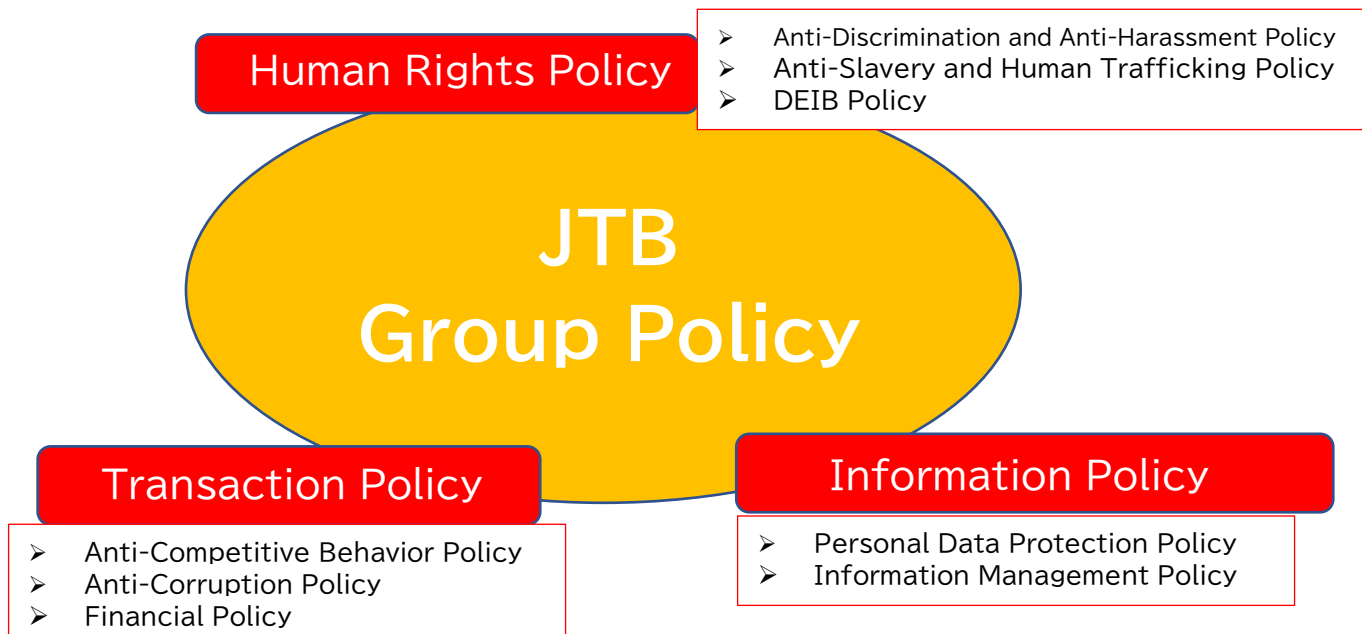 Human Rights Policy
➢ Anti-Discrimination and Anti-Harassment Policy
➢ Anti-Slavery and Human Trafficking Policy
➢ DEIB Policy
JTB
Group Policy
Transaction Policy
➢ Anti-Competitive Behavior Policy
➢ Anti-Corruption Policy
➢ Financial Policy
Information Policy
➢ Personal Data Protection Policy
➢ Information Management Policy